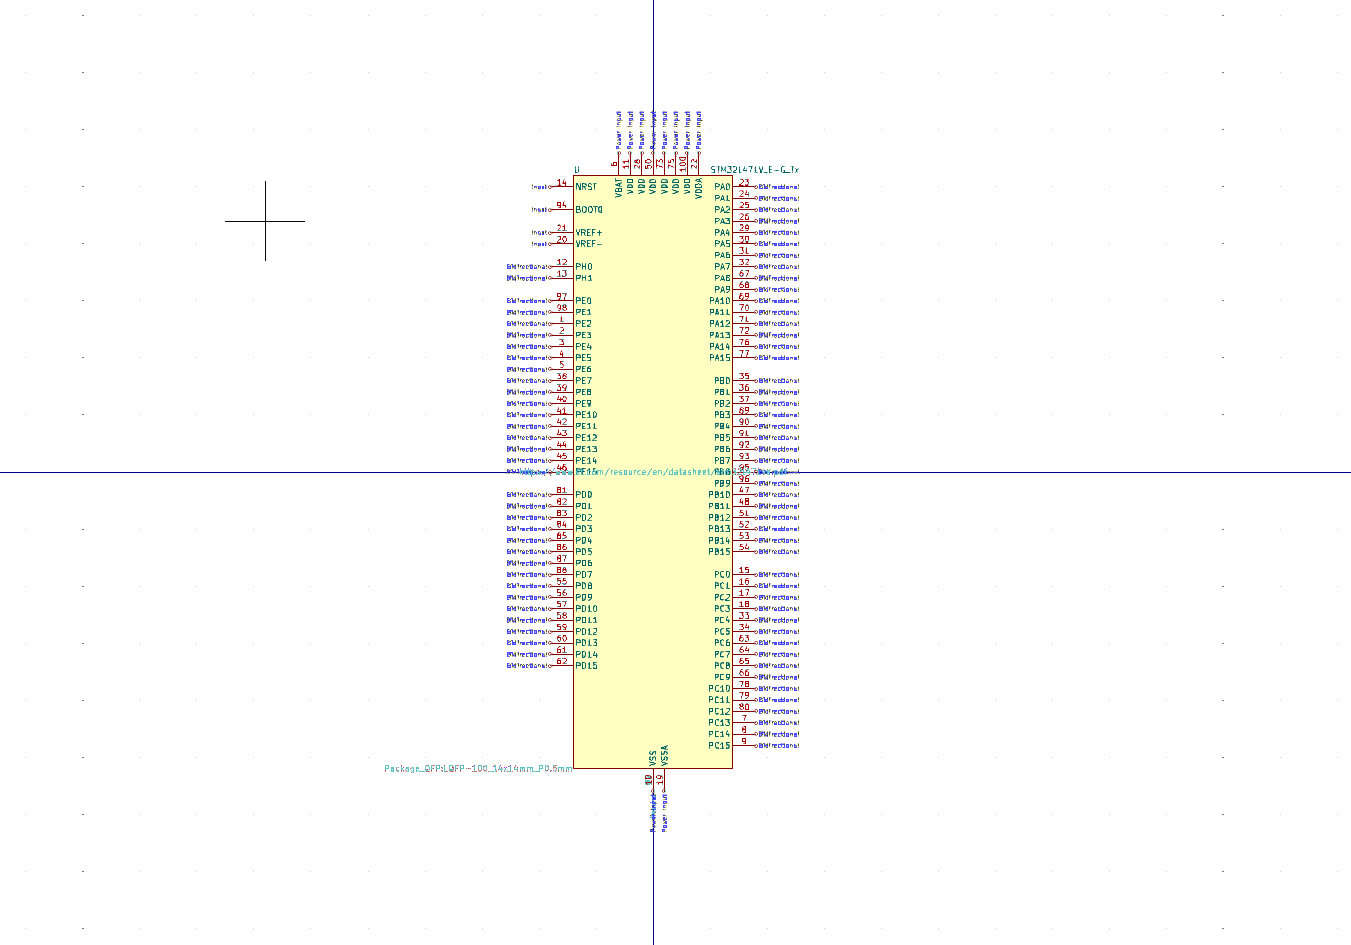 Power Input Power Input Power Input Power Input Power Input Power Input Power Input Power Input
6 11 28 50 73 75 100 22
U STM32L471V_E-G_Tx
VBAT VDD VDD VDD VDD VDD VDD VDDA
Input 14 NRST PA0 23 Bidirectional
PA1 24 Bidirectional
Input 94 BOOT0 PA2 25 Bidirectional
PA3 26 Bidirectional
Input 21 VREF+ PA4 29 Bidirectional
Input 20 VREF- PA5 30 Bidirectional
PA6 31 Bidirectional
Bidirectional 12 PH0 PA7 32 Bidirectional
Bidirectional 13 PH1 PA8 67 Bidirectional
PA9 68 Bidirectional
Bidirectional 97 PE0 PA10 69 Bidirectional
Bidirectional 98 PE1 PA11 70 Bidirectional
Bidirectional 1 PE2 PA12 71 Bidirectional
Bidirectional 2 PE3 PA13 72 Bidirectional
Bidirectional 3 PE4 PA14 76 Bidirectional
Bidirectional 4 PE5 PA15 77 Bidirectional
Bidirectional 5 PE6
Bidirectional 38 PE7 PB0 35 Bidirectional
Bidirectional 39 PE8 PB1 36 Bidirectional
Bidirectional 40 PE9 PB2 37 Bidirectional
Bidirectional 41 PE10 PB3 89 Bidirectional
Bidirectional 42 PE11 PB4 90 Bidirectional
Bidirectional 43 PE12 PB5 91 Bidirectional
Bidirectional 44 PE13 PB6 92 Bidirectional
Bidirectional 45 PE14 PB7 93 Bidirectional
46 PE15 com/resource/en/datasheet/ PB8 95
PB9 96 Bidirectional
Bidirectional 81 PD0 PB10 47 Bidirectional
Bidirectional 82 PD1 PB11 48 Bidirectional
Bidirectional 83 PD2 PB12 51 Bidirectional
Bidirectional 84 PD3 PB13 52 Bidirectional
Bidirectional 85 PD4 PB14 53 Bidirectional
Bidirectional 86 PD5 PB15 54 Bidirectional
Bidirectional 87 PD6
Bidirectional 88 PD7 PC0 15 Bidirectional
Bidirectional 55 PD8 PC1 16 Bidirectional
Bidirectional 56 PD9 PC2 17 Bidirectional
Bidirectional 57 PD10 PC3 18 Bidirectional
Bidirectional 58 PD11 PC4 33 Bidirectional
Bidirectional 59 PD12 PC5 34 Bidirectional
Bidirectional 60 PD13 PC6 63 Bidirectional
Bidirectional 61 PD14 PC7 64 Bidirectional
Bidirectional 62 PD15 PC8 65 Bidirectional
PC9 66 Bidirectional
PC10 78 Bidirectional
PC11 79 Bidirectional
PC12 80 Bidirectional
PC13 7 Bidirectional
PC14 8 Bidirectional
PC15 9 Bidirectional
VSS VSSA
Package_QFP:LQFP-100_14x14mm_P0.5mm
19
Power Input